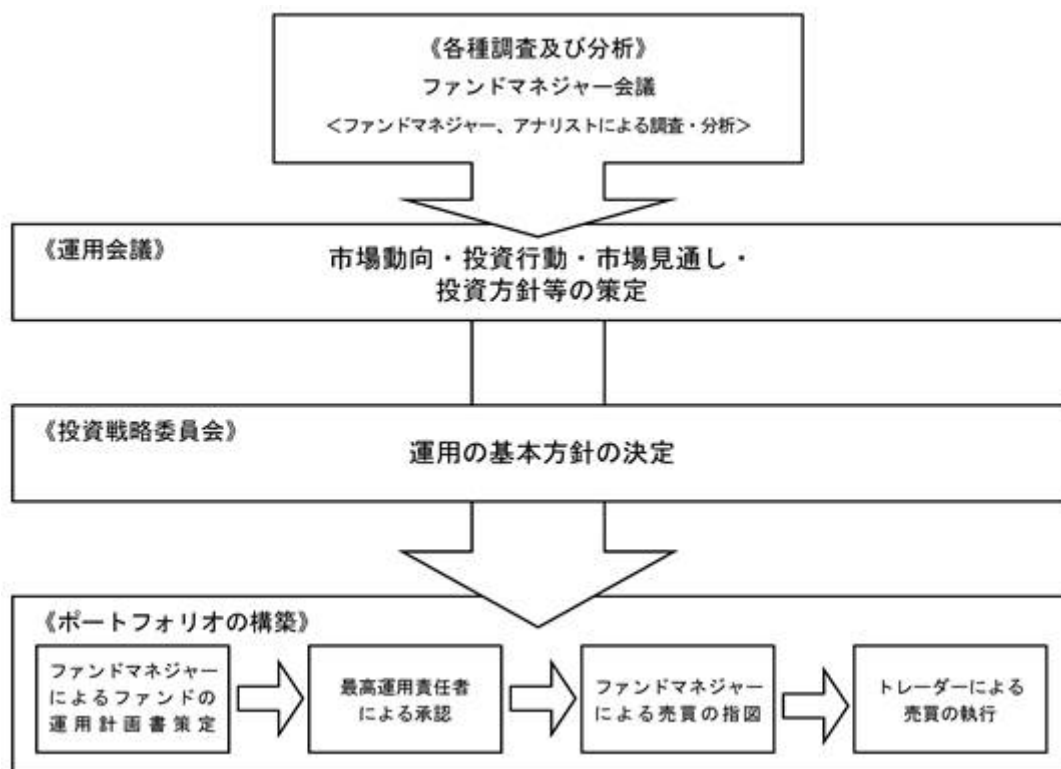 《各種調査及び分析》
ファンドマネジャー会議
＜ファンドマネジャー、アナリストによる調査・分析＞
《運用会議》
市場動向・投資行動・市場見通し・
投資方針等の策定
《投資戦略委員会》
運用の基本方針の決定
《ポートフォリオの構築》
ファンドマネジャー
によるファンドの
運用計画書策定
最高運用責任者
による承認
ファンドマネジャー
による売買の指図
トレーダーによる
売買の執行